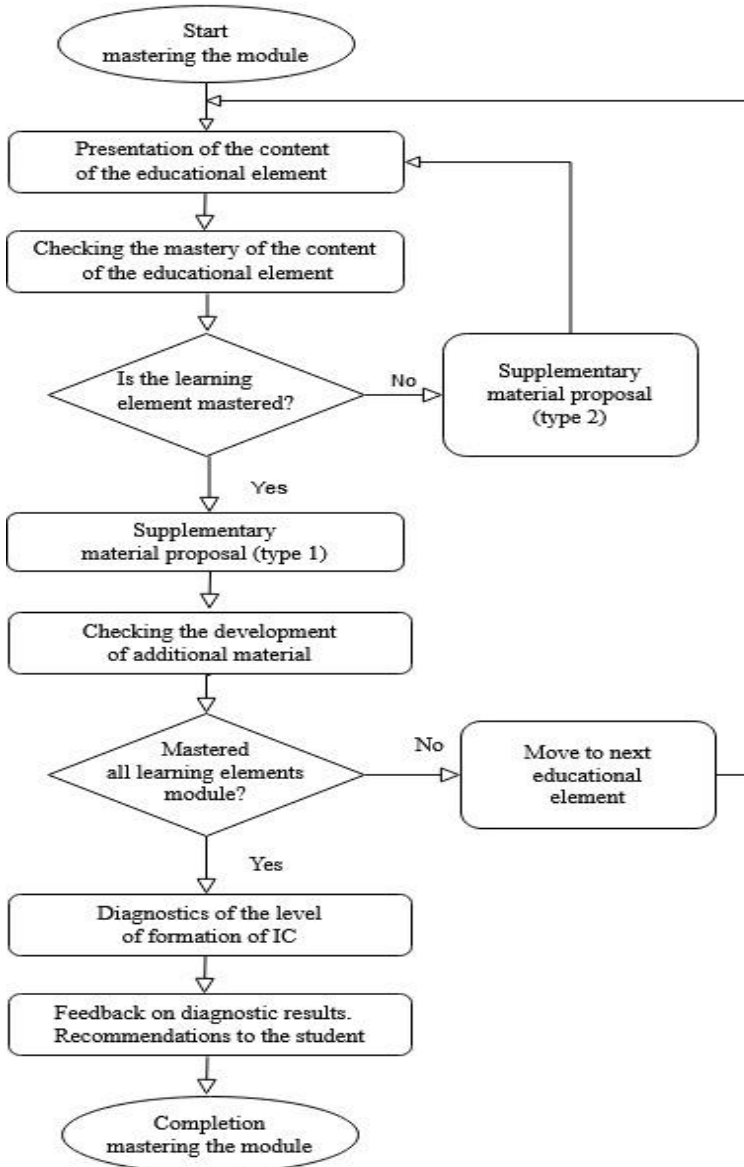 Start
mastering the module
Presentation of the content
of the educational element
Checking the mastery of the content
of the educational element
Is the learning
element mastered?
No
Supplementary
material proposal
(type 2)
Yes
Supplementary
material proposal (type 1)
Checking the development
of additional material
Mastered
all learning elements
module?
No
Move to next
educational
element
Yes
Diagnostics of the level
of formation of IC
Feedback on diagnostic results.
Recommendations to the student
Completion
mastering the module